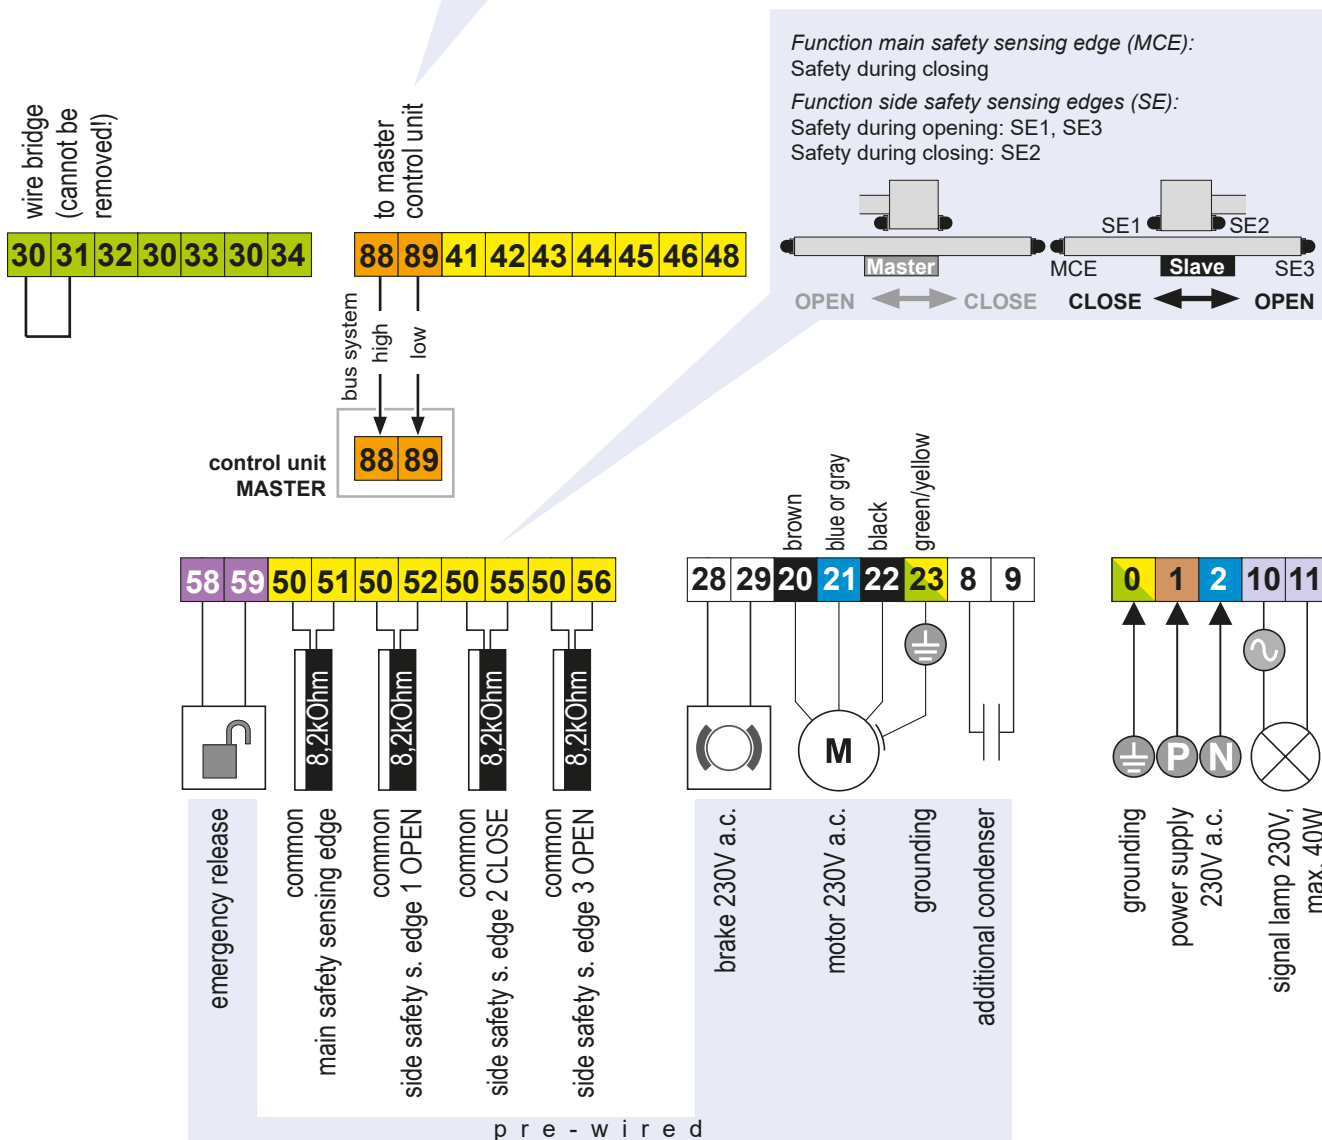 Function main safety sensing edge (MCE):
Safety during closing
Function side safety sensing edges (SE):
Safety during opening: SE1, SE3
Safety during closing: SE2
SE1
SE2
Master
MCE
Slave
SE3
OPEN
CLOSE
CLOSE
OPEN
wire bridge
(cannot be
removed!)
30 31 32 30 33 30 34
to master
control unit
88 89 41 42 43 44 45 46 48
bus system
high
low
88 89
control unit
MASTER
58 59 50 51 50 52 50 55 50 56
8,2kOhm
8,2kOhm
8,2kOhm
8,2kOhm
emergency release
common
main safety sensing edge
common
side safety s. edge 1 OPEN
common
side safety s. edge 2 CLOSE
common
side safety s. edge 3 OPEN
brown
blue or gray
black
green/yellow
28 29 20 21 22 23 8 9
M
brake 230V a.c.
motor 230V a.c.
grounding
additional condenser
pre-wired
0 1 2 10 11
P
N
grounding
power supply
230V a.c.
signal lamp 230V,
max. 40W